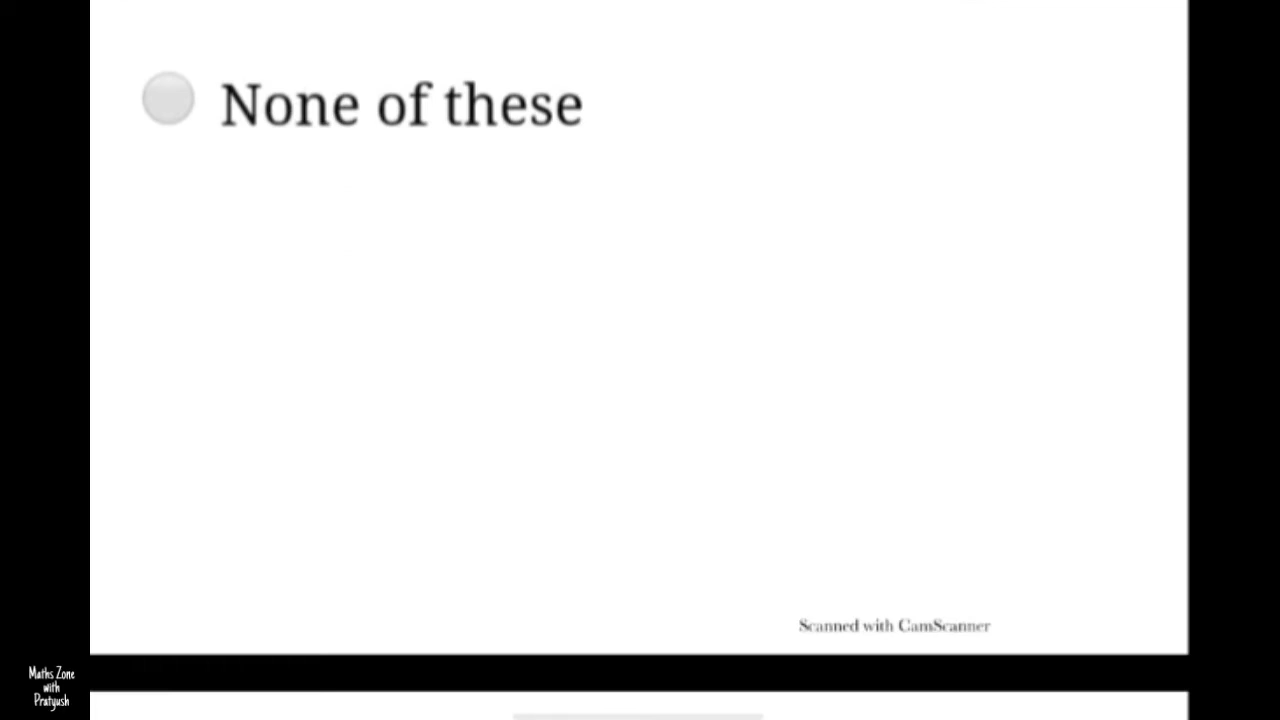 None of these
Scanned with CamScanner
Maths Zone
with
Pratyush